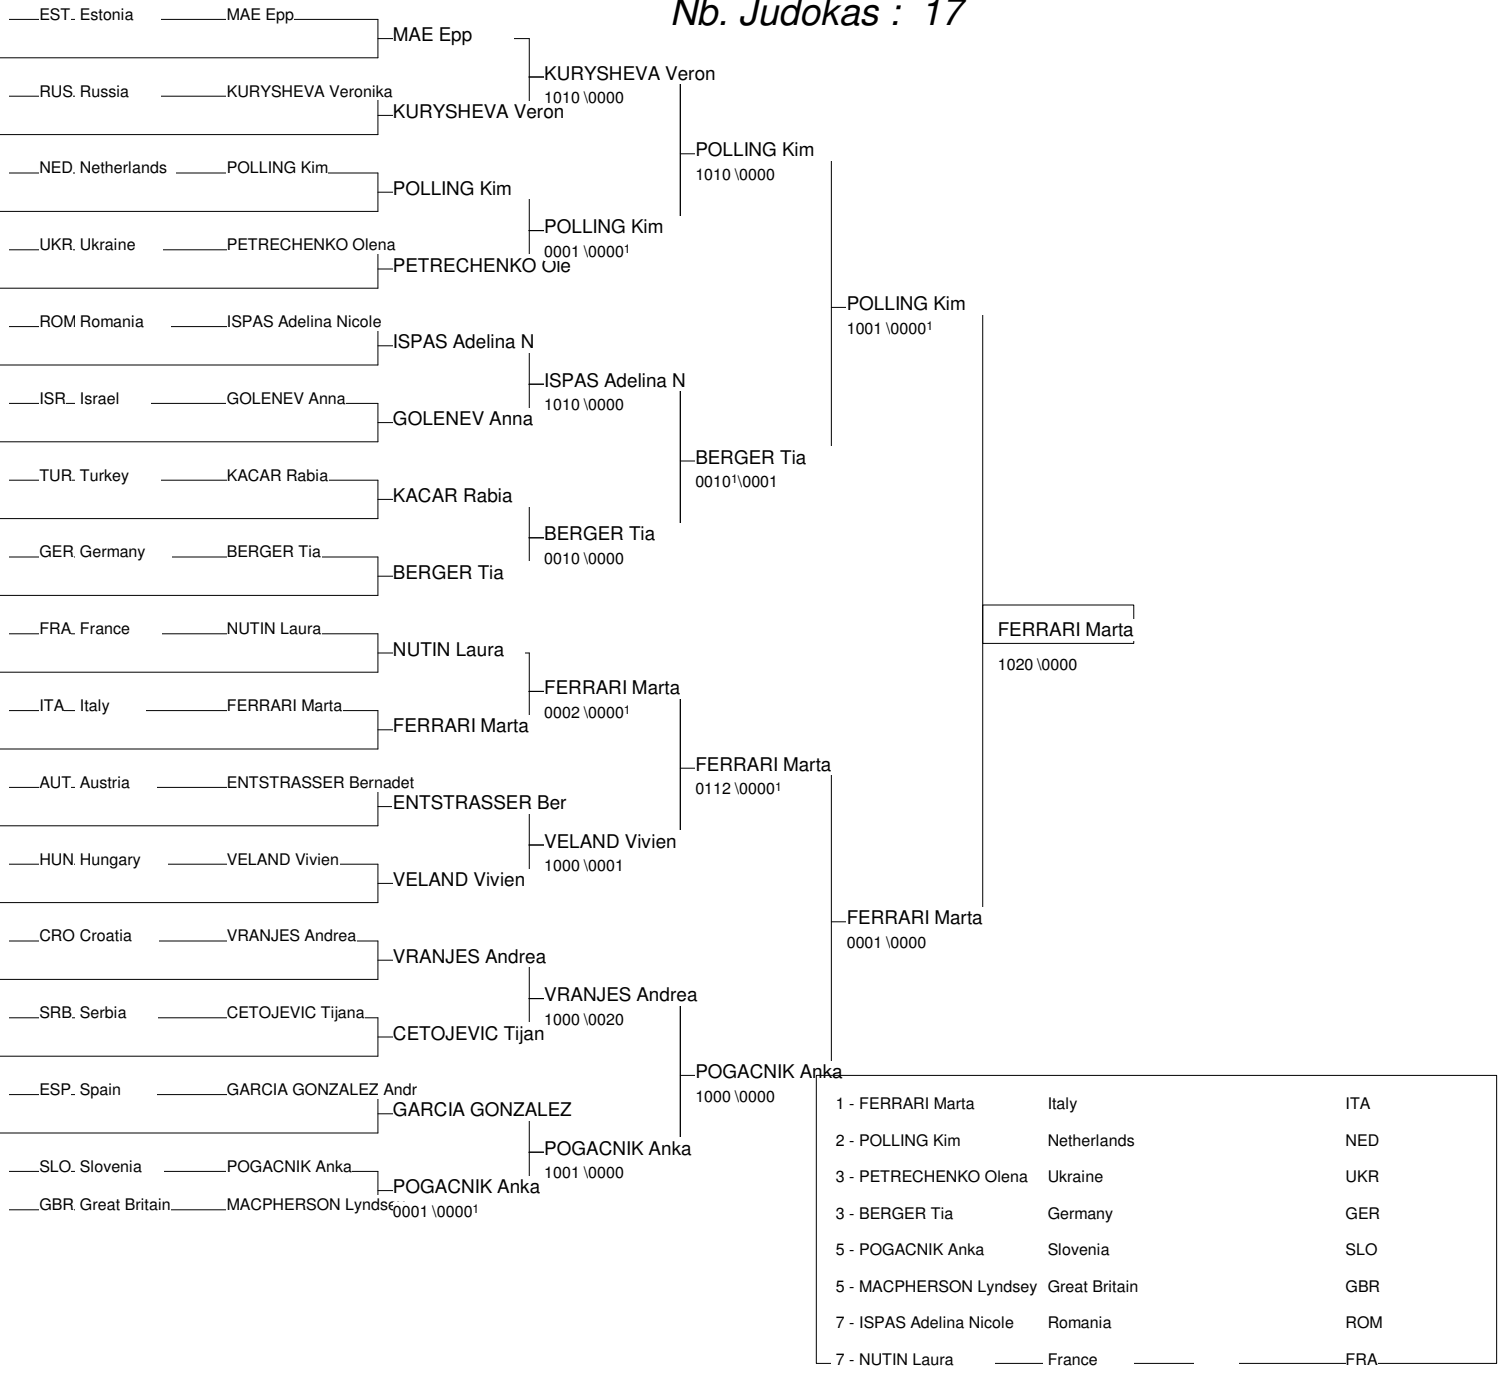 Nb. Judokas : 17
EST. Estonia MAE Epp
MAE Epp
KURYSHEVA Veron
1010 \0000
RUS. Russia KURYSHEVA Veronika
KURYSHEVA Veron
POLLING Kim
1010 \0000
NED. Netherlands POLLING Kim
POLLING Kim
POLLING Kim
0001 \0000¹
UKR. Ukraine PETRECHENKO Olena
PETRECHENKO Ole
POLLING Kim
1001 \0000¹
ROM Romania ISPAS Adelina Nicole
ISPAS Adelina N
ISPAS Adelina N
1010 \0000
ISR. Israel GOLENEV Anna
GOLENEV Anna
BERGER Tia
0010¹\0001
TUR. Turkey KACAR Rabia
KACAR Rabia
BERGER Tia
0010 \0000
GER. Germany BERGER Tia
BERGER Tia
FERRARI Marta
1020 \0000
FRA. France NUTIN Laura
NUTIN Laura
FERRARI Marta
0002 \0000¹
ITA. Italy FERRARI Marta
FERRARI Marta
FERRARI Marta
0112 \0000¹
AUT. Austria ENTSTRASSER Bernadet
ENTSTRASSER Ber
VELAND Vivien
1000 \0001
HUN. Hungary VELAND Vivien
VELAND Vivien
FERRARI Marta
0001 \0000
CRO Croatia VRANJES Andrea
VRANJES Andrea
VRANJES Andrea
1000 \0020
SRB. Serbia CETOJEVIC Tijana
CETOJEVIC Tijan
POGACNIK Anka
1000 \0000
ESP. Spain GARCIA GONZALEZ Andr
GARCIA GONZALEZ
POGACNIK Anka
1001 \0000
SLO. Slovenia POGACNIK Anka
POGACNIK Anka
0001 \0000¹
GBR. Great Britain MACPHERSON Lyndsey
1 - FERRARI Marta Italy ITA
2 - POLLING Kim Netherlands NED
3 - PETRECHENKO Olena Ukraine UKR
3 - BERGER Tia Germany GER
5 - POGACNIK Anka Slovenia SLO
5 - MACPHERSON Lyndsey Great Britain GBR
7 - ISPAS Adelina Nicole Romania ROM
7 - NUTIN Laura France FRA